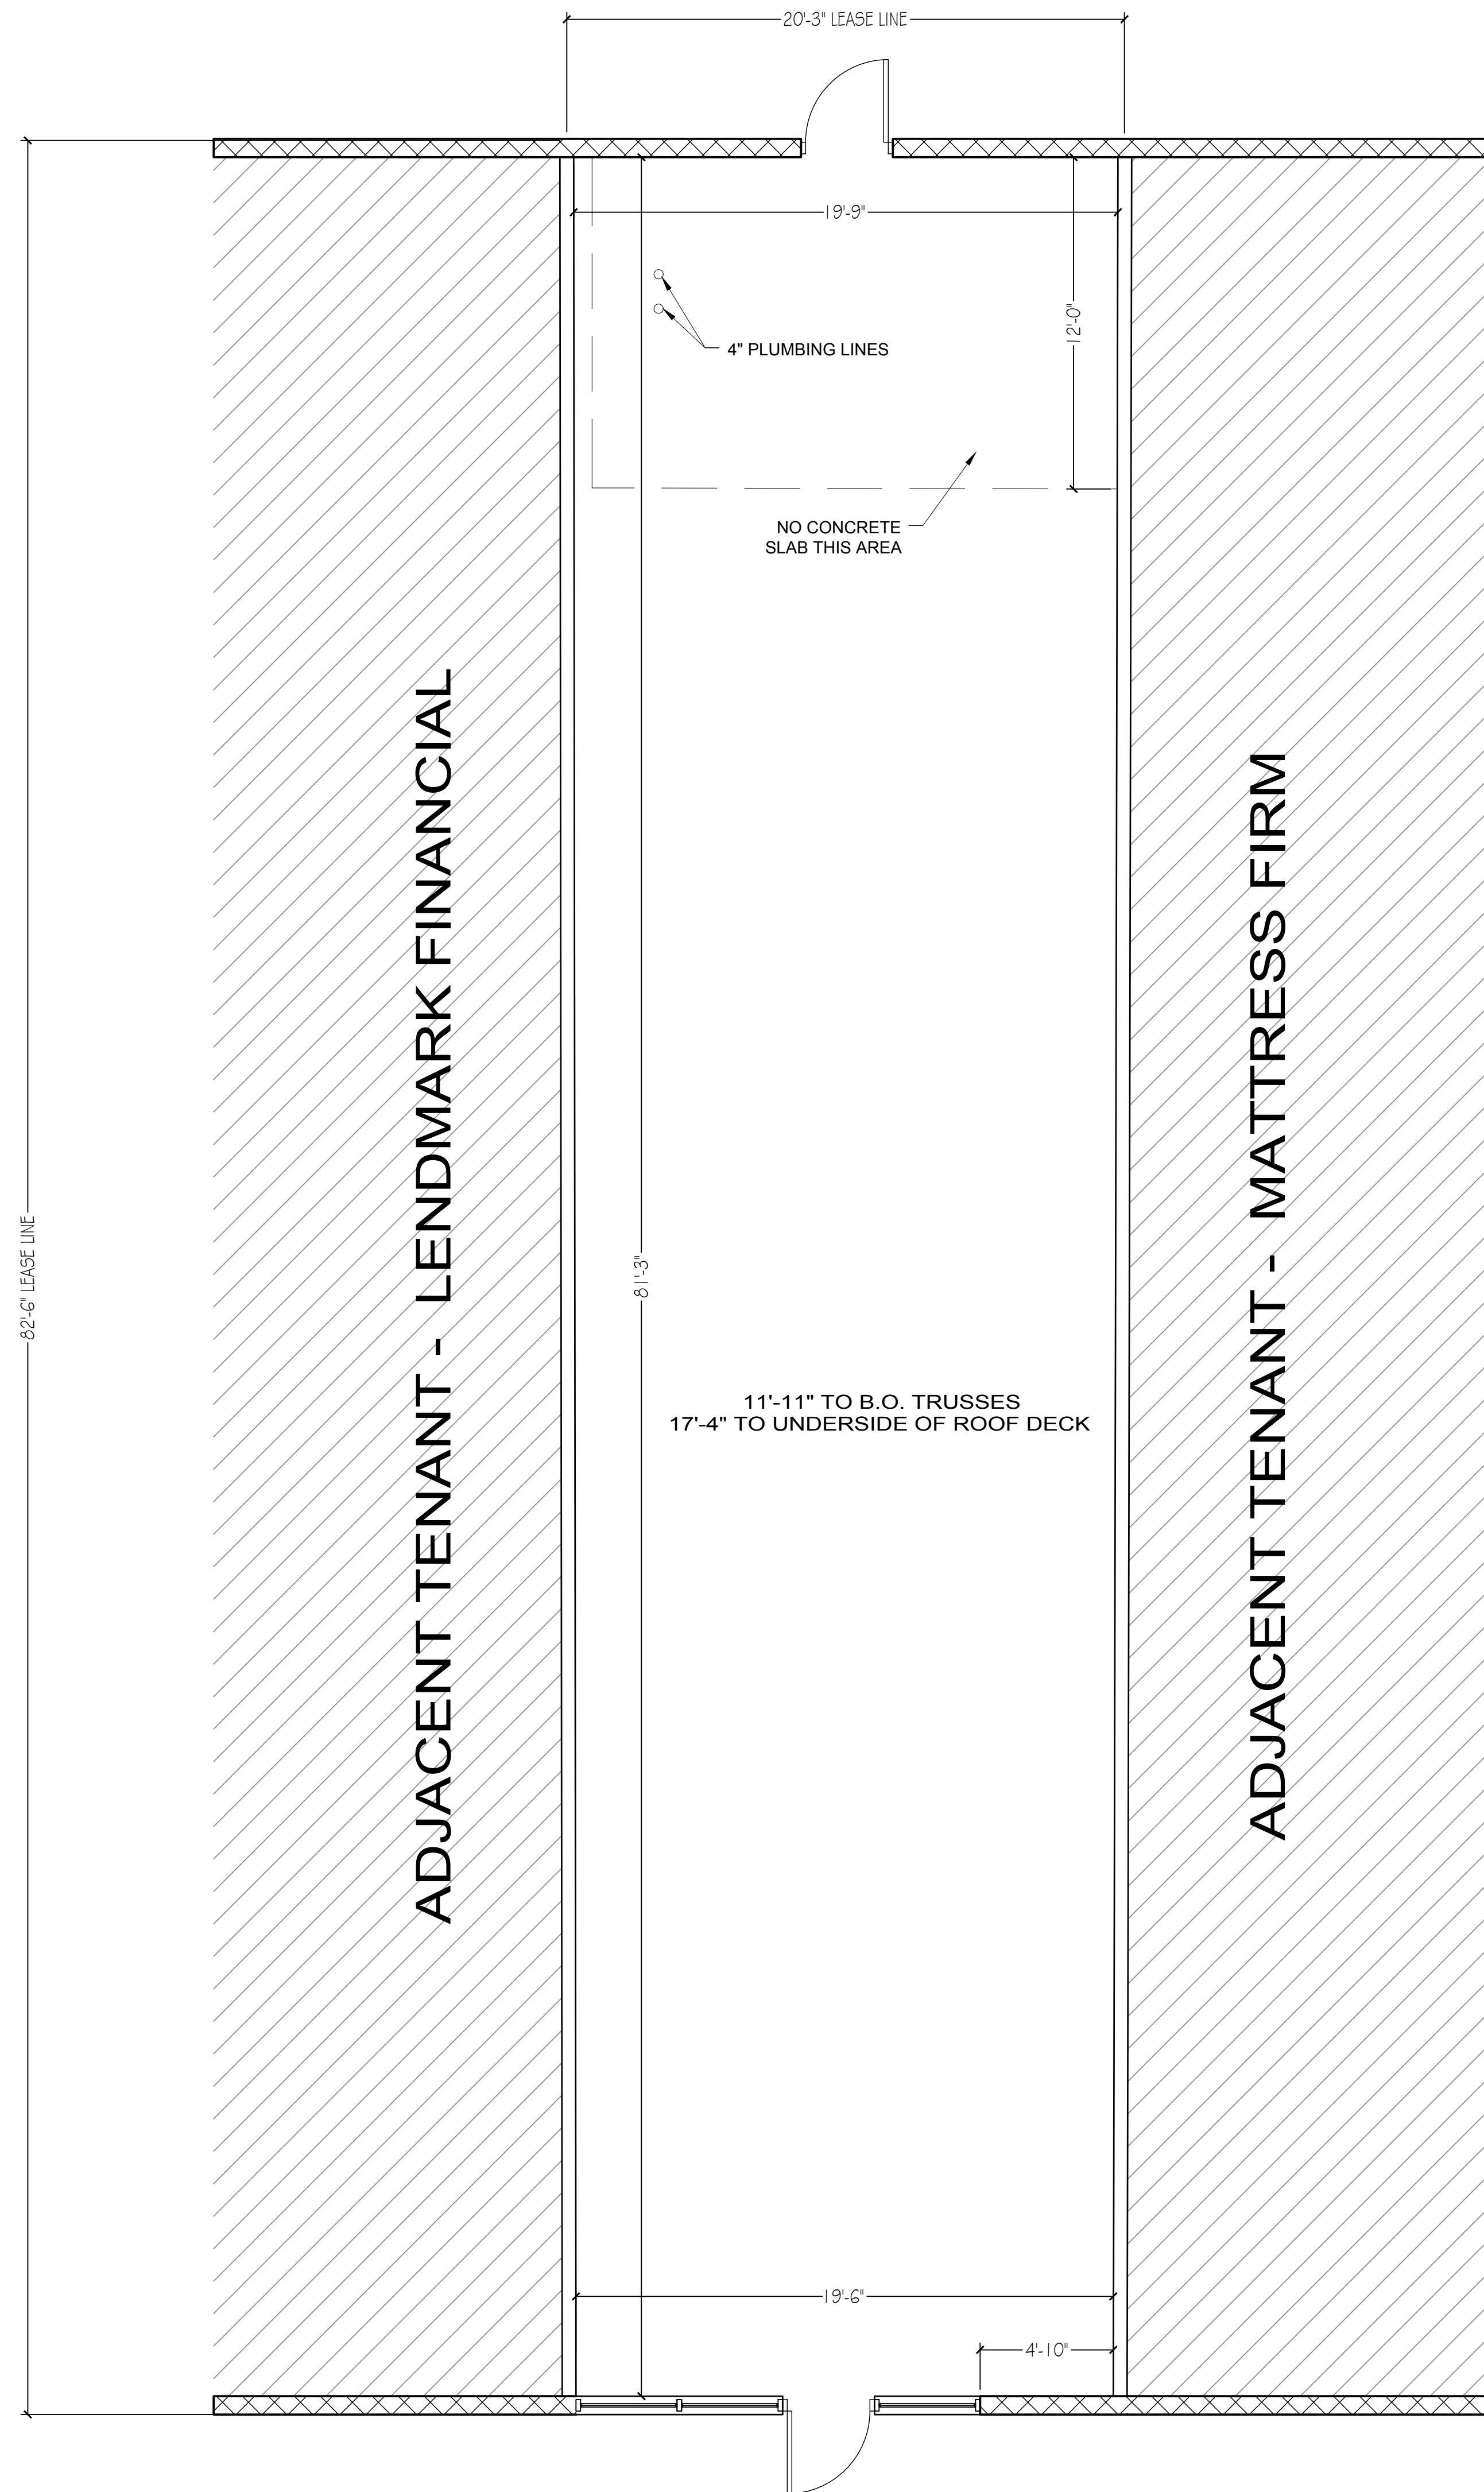 20'-3" LEASE LINE
19'-9"
12'-0"
4" PLUMBING LINES
NO CONCRETE
SLAB THIS AREA
ADJACENT TENANT - LENDMARK FINANCIAL
ADJACENT TENANT - MATTRESS FIRM
82'-6" LEASE LINE
81'-3"
11'-11" TO B.O. TRUSSES
17'-4" TO UNDERSIDE OF ROOF DECK
19'-6"
4'-10"